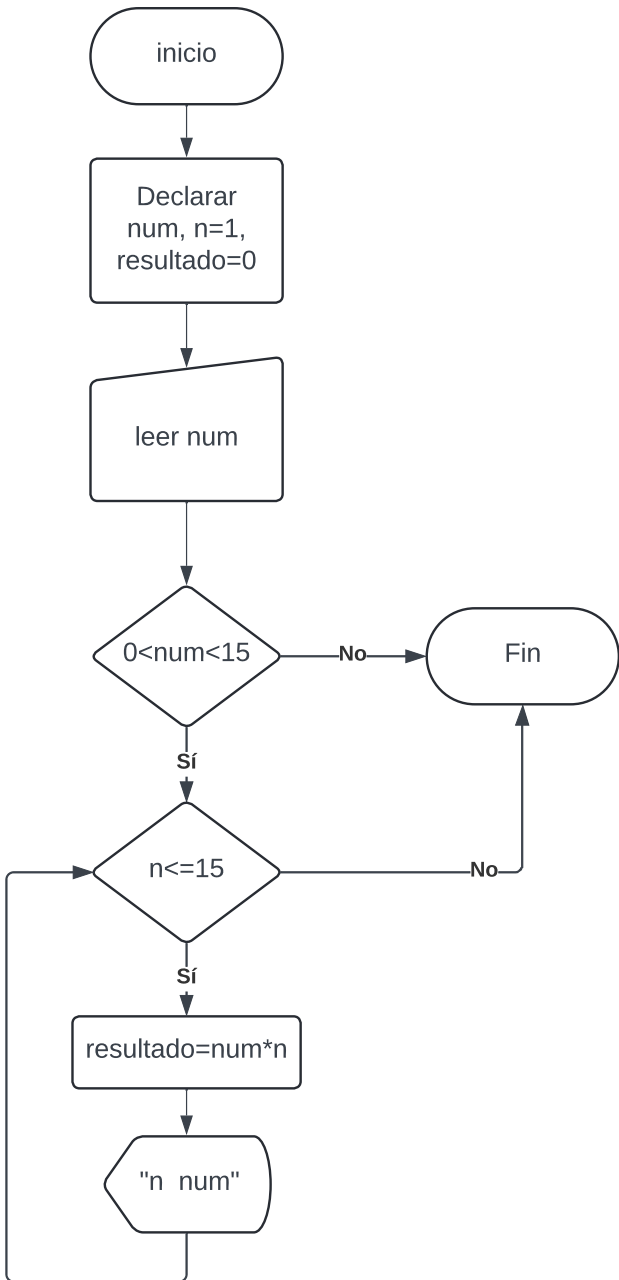 inicio
Declarar
num, n=1,
resultado=0
leer num
0<num<15
No
Fin
Sí
n<=15
No
Sí
resultado=num*n
"n  num"